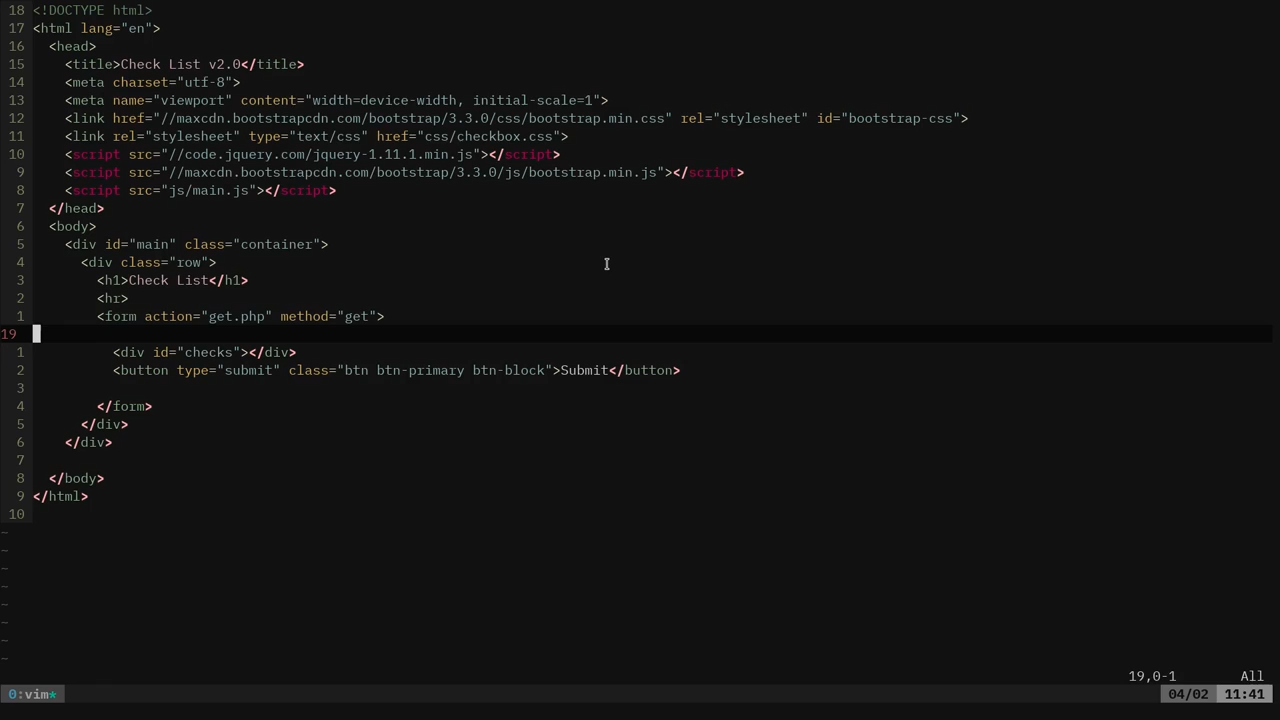 18 <!DOCTYPE html>
17 <html lang="en">
16   <head>
15     <title>Check List v2.0</title>
14     <meta charset="utf-8">
13     <meta name="viewport" content="width=device-width, initial-scale=1">
12     <link href="//maxcdn.bootstrapcdn.com/bootstrap/3.3.0/css/bootstrap.min.css" rel="stylesheet" id="bootstrap-css">
11     <link rel="stylesheet" type="text/css" href="css/checkbox.css">
10     <script src="//code.jquery.com/jquery-1.11.1.min.js"></script>
9     <script src="//maxcdn.bootstrapcdn.com/bootstrap/3.3.0/js/bootstrap.min.js"></script>
8     <script src="js/main.js"></script>
7   </head>
6   <body>
5     <div id="main" class="container">
4       <div class="row">
3         <h1>Check List</h1>
2         <hr>
1         <form action="get.php" method="get">
19
1           <div id="checks"></div>
2           <button type="submit" class="btn btn-primary btn-block">Submit</button>
3
4         </form>
5       </div>
6     </div>
7
8   </body>
9 </html>
10
~
~
~
~
~
~
~
~
19,0-1 All
0:vim* 04/02 11:41